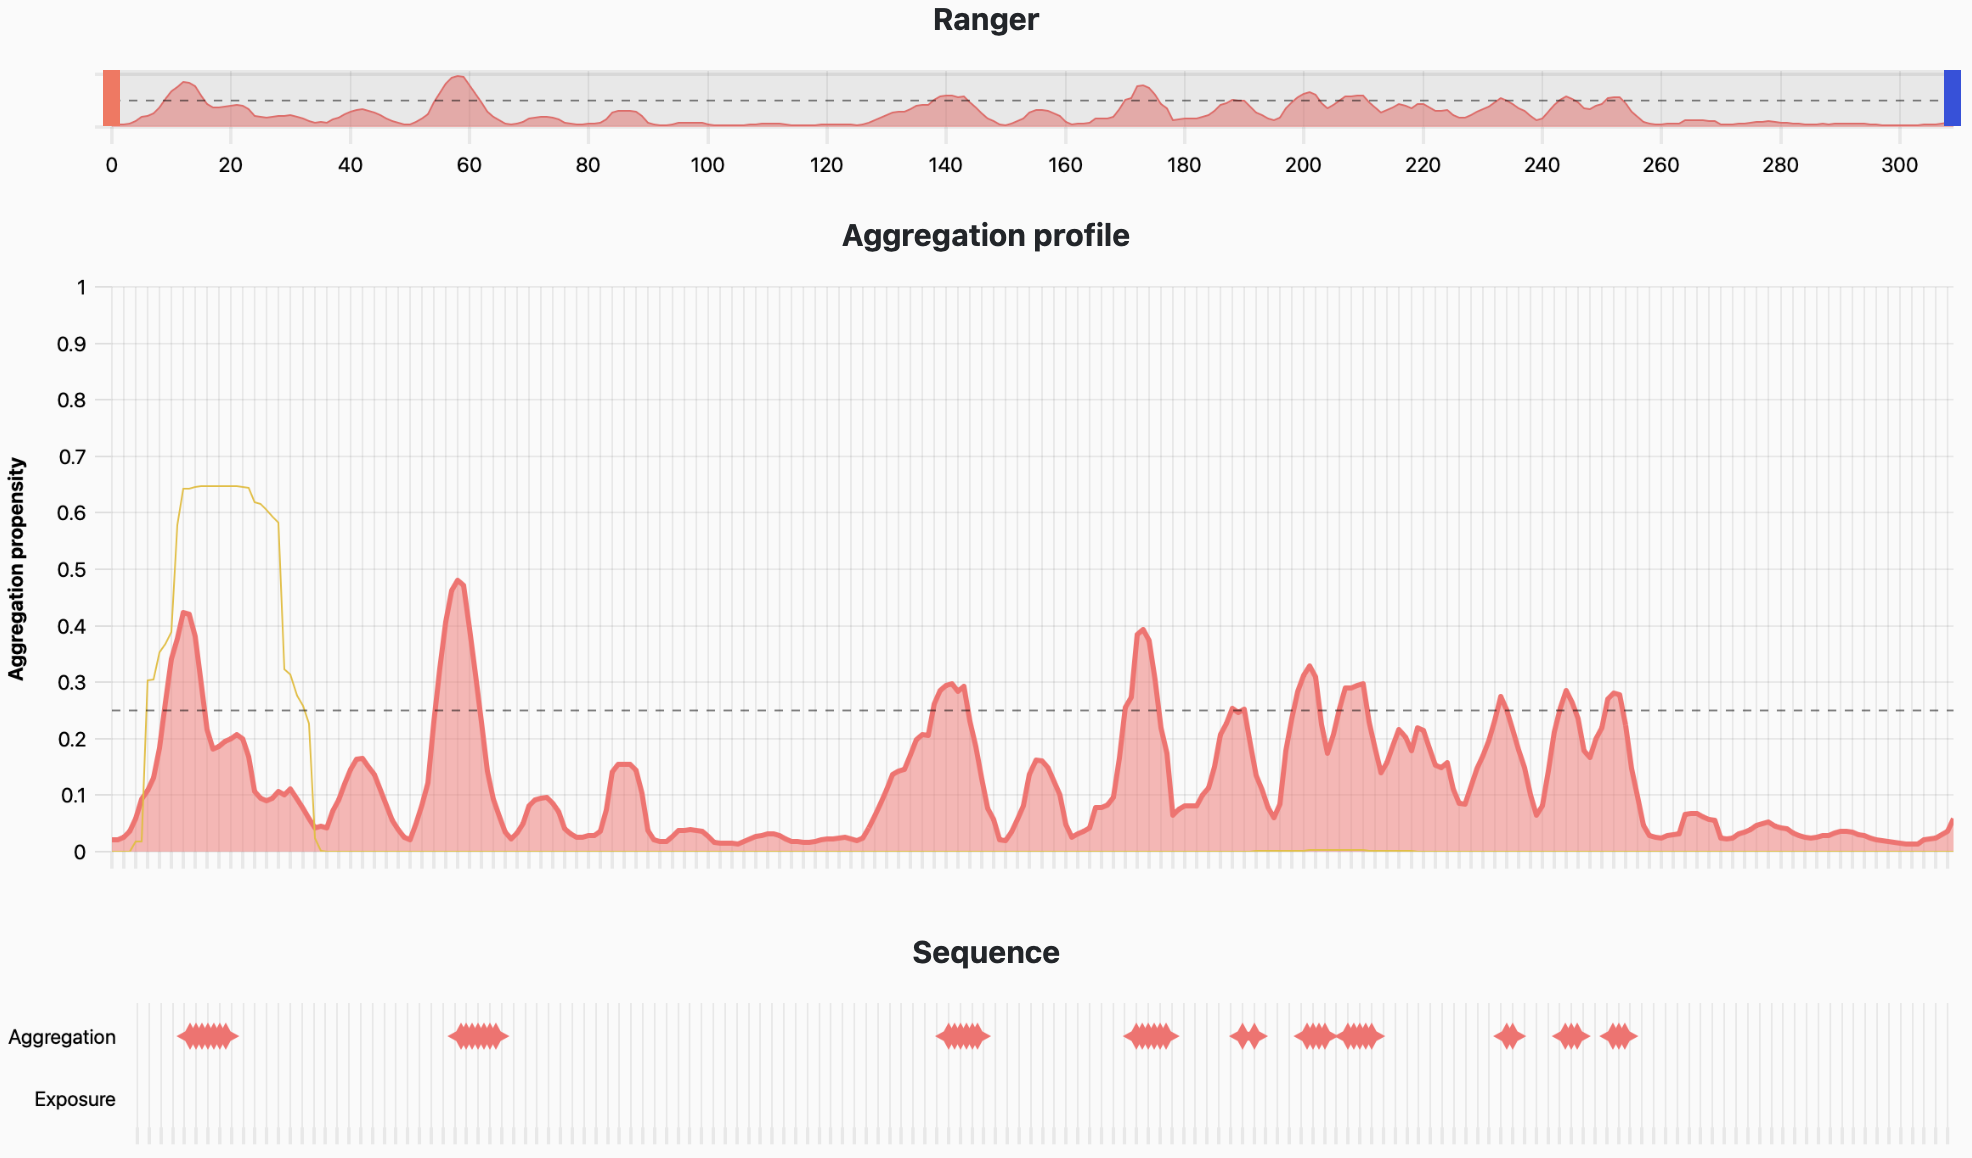 Ranger
0 20 40 60 80 100 120 140 160 180 200 220 240 260 280 300
Aggregation profile
Aggregation propensity
1
0.9
0.8
0.7
0.6
0.5
0.4
0.3
0.2
0.1
0
Sequence
Aggregation
Exposure